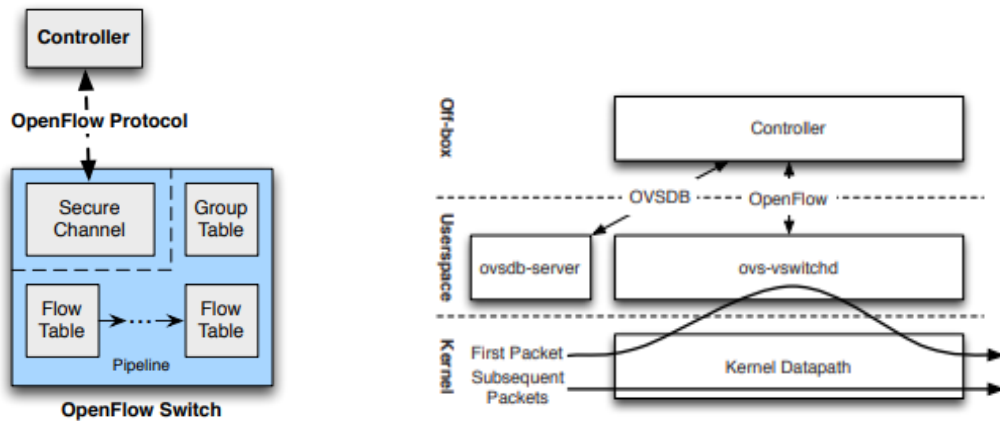 Controller
OpenFlow Protocol
Secure
Channel
Group
Table
Flow
Table
...
Flow
Table
Pipeline
OpenFlow Switch
Off-box
Controller
OVSDB
OpenFlow
Userspace
ovsdb-server
ovs-vswitchd
Kernel
First Packet
Subsequent
Packets
Kernel Datapath